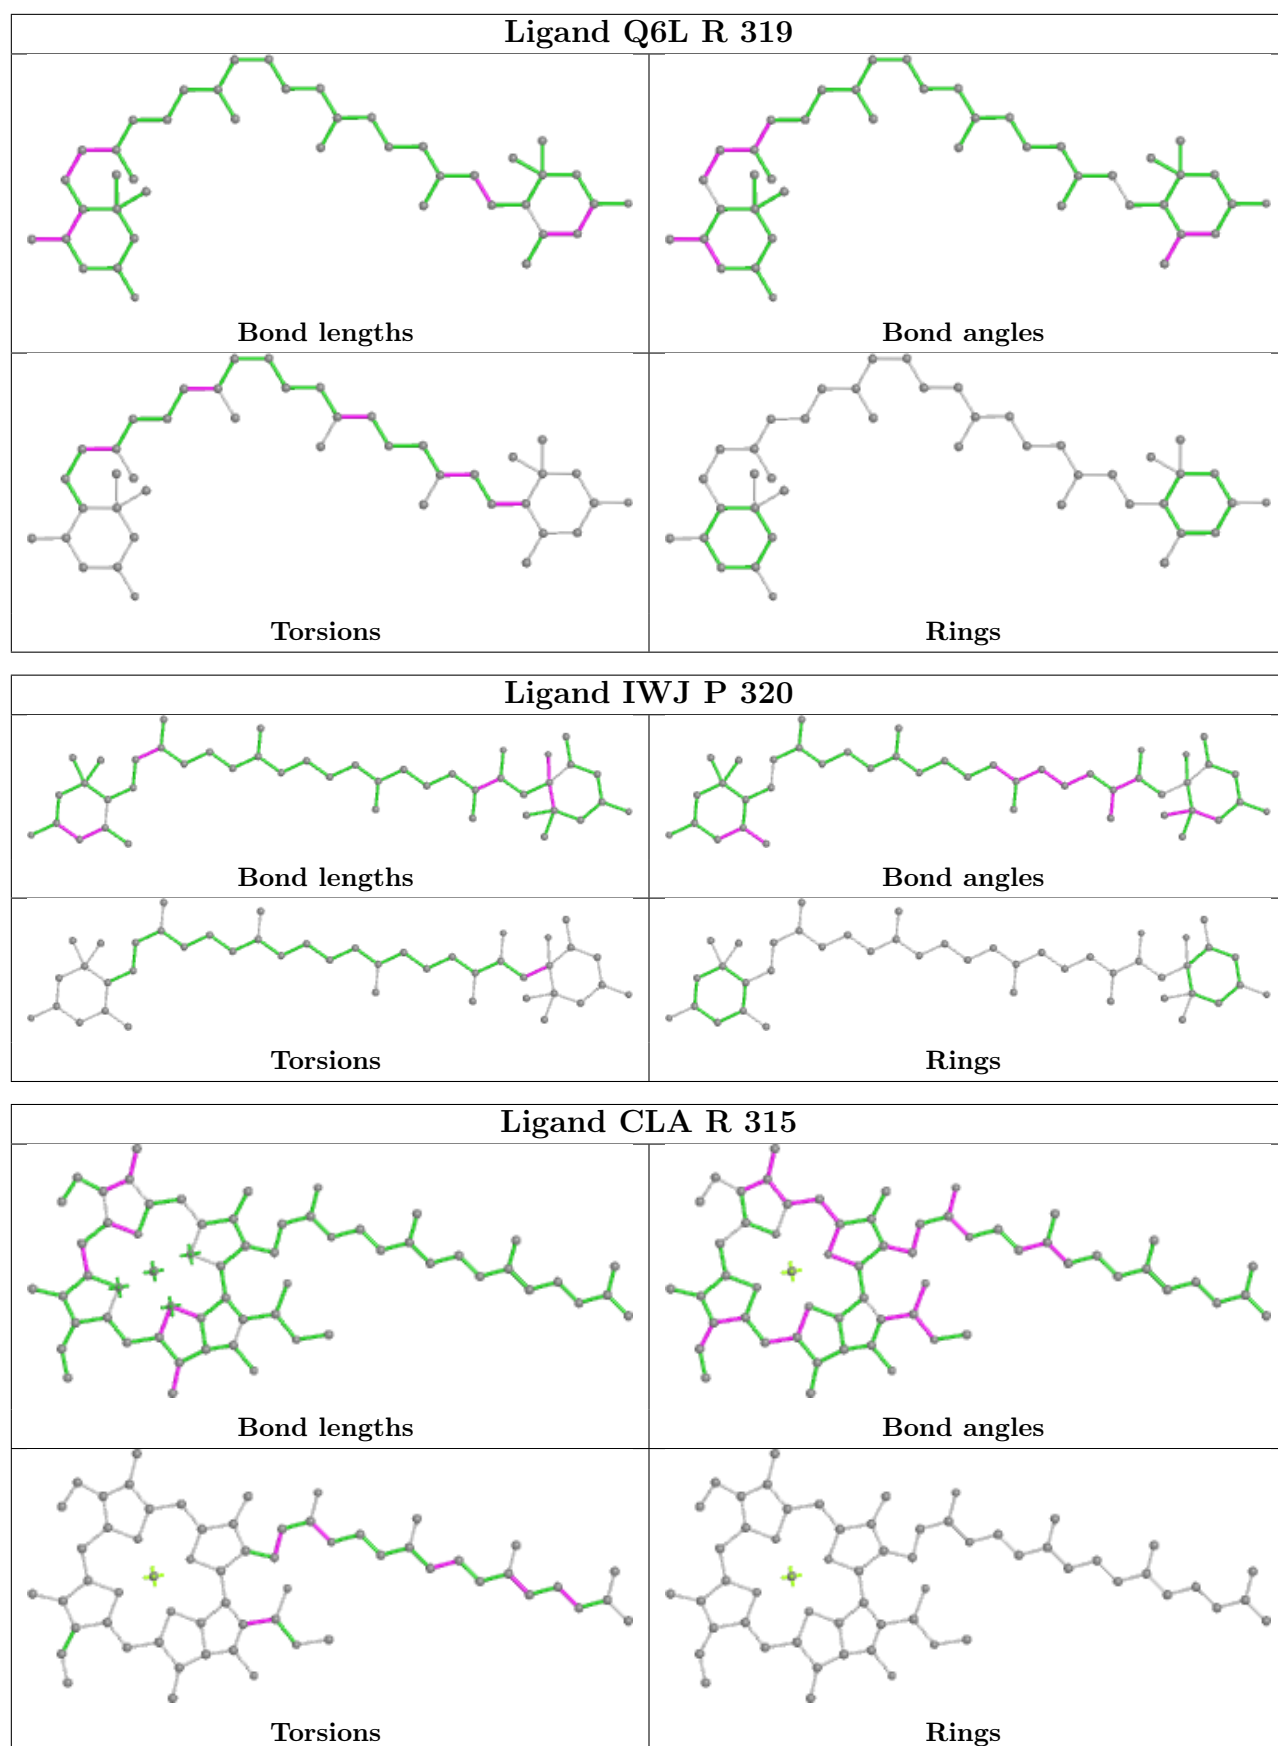 Ligand Q6L R 319
Bond lengths
Bond angles
Torsions
Rings
Ligand IWJ P 320
Bond lengths
Bond angles
Torsions
Rings
Ligand CLA R 315
Bond lengths
Bond angles
Torsions
Rings